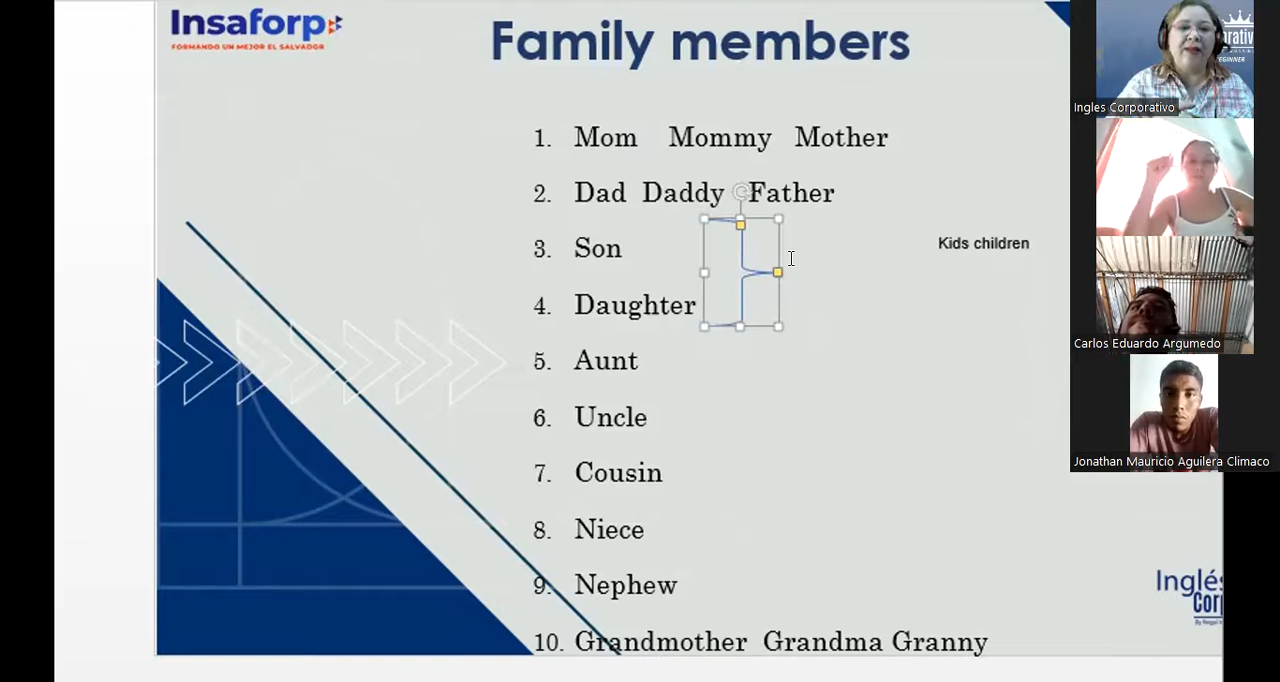 Insaforp
FORMANDO UN MEJOR EL SALVADOR
Family members
1. Mom Mommy Mother
2. Dad Daddy Father
3. Son
Kids children
4. Daughter
5. Aunt
6. Uncle
7. Cousin
8. Niece
9. Nephew
10. Grandmother Grandma Granny
Inglés
Corp
Ingles Corporativo
Carlos Eduardo Argumedo
Jonathan Mauricio Aguilera Climaco